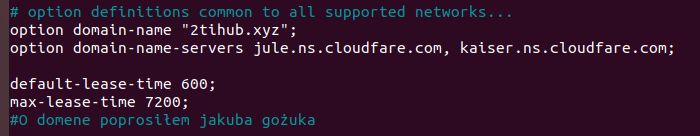 # option definitions common to all supported networks...
option domain-name "2tihub.xyz";
option domain-name-servers jule.ns.cloudfare.com, kaiser.ns.cloudfare.com;
default-lease-time 600;
max-lease-time 7200;
#O domene poprosiłem jakuba gożuka